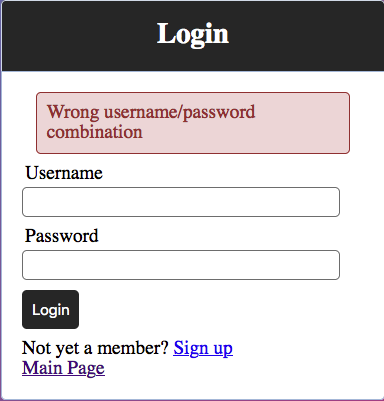 Login
Wrong username/password
combination
Username
Password
Login
Not yet a member? Sign up
Main Page